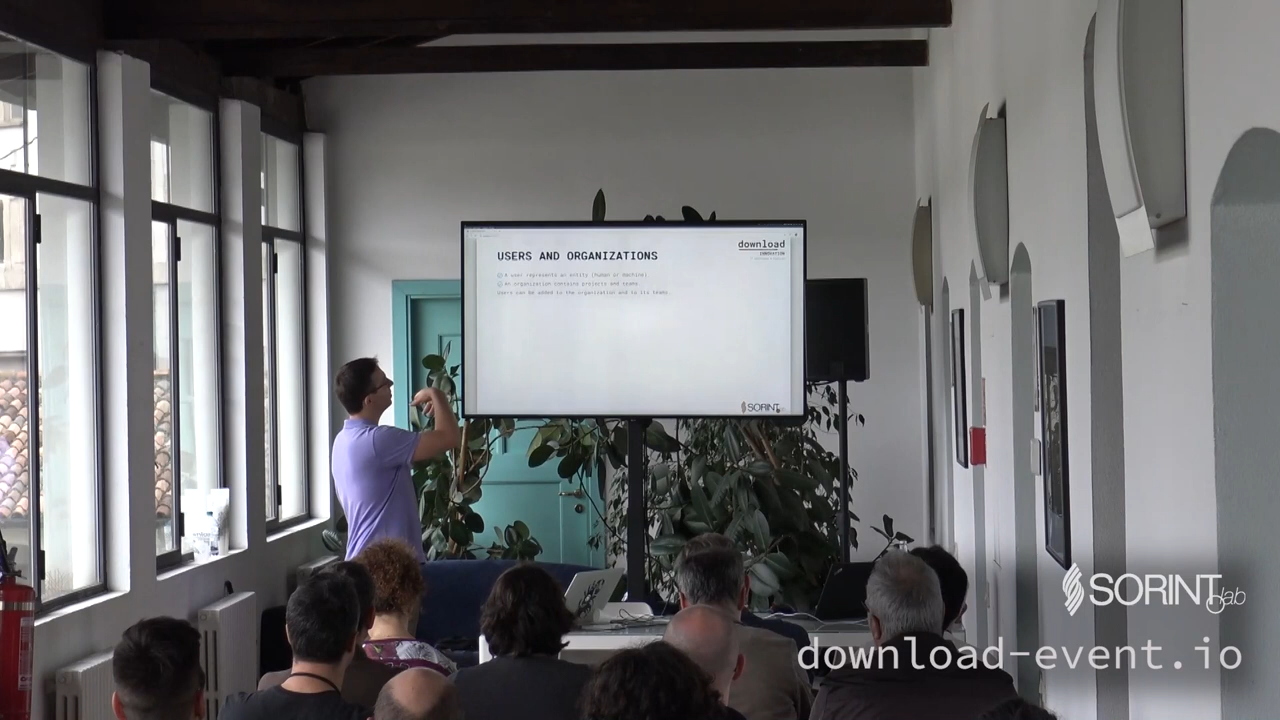 USERS AND ORGANIZATIONS
download
INNOVATION
A user represents an entity (human or machine)
An organization contains projects and teams.
Users can be added to the organization and to its teams.
SORINT
SORINTlab
download-event.io